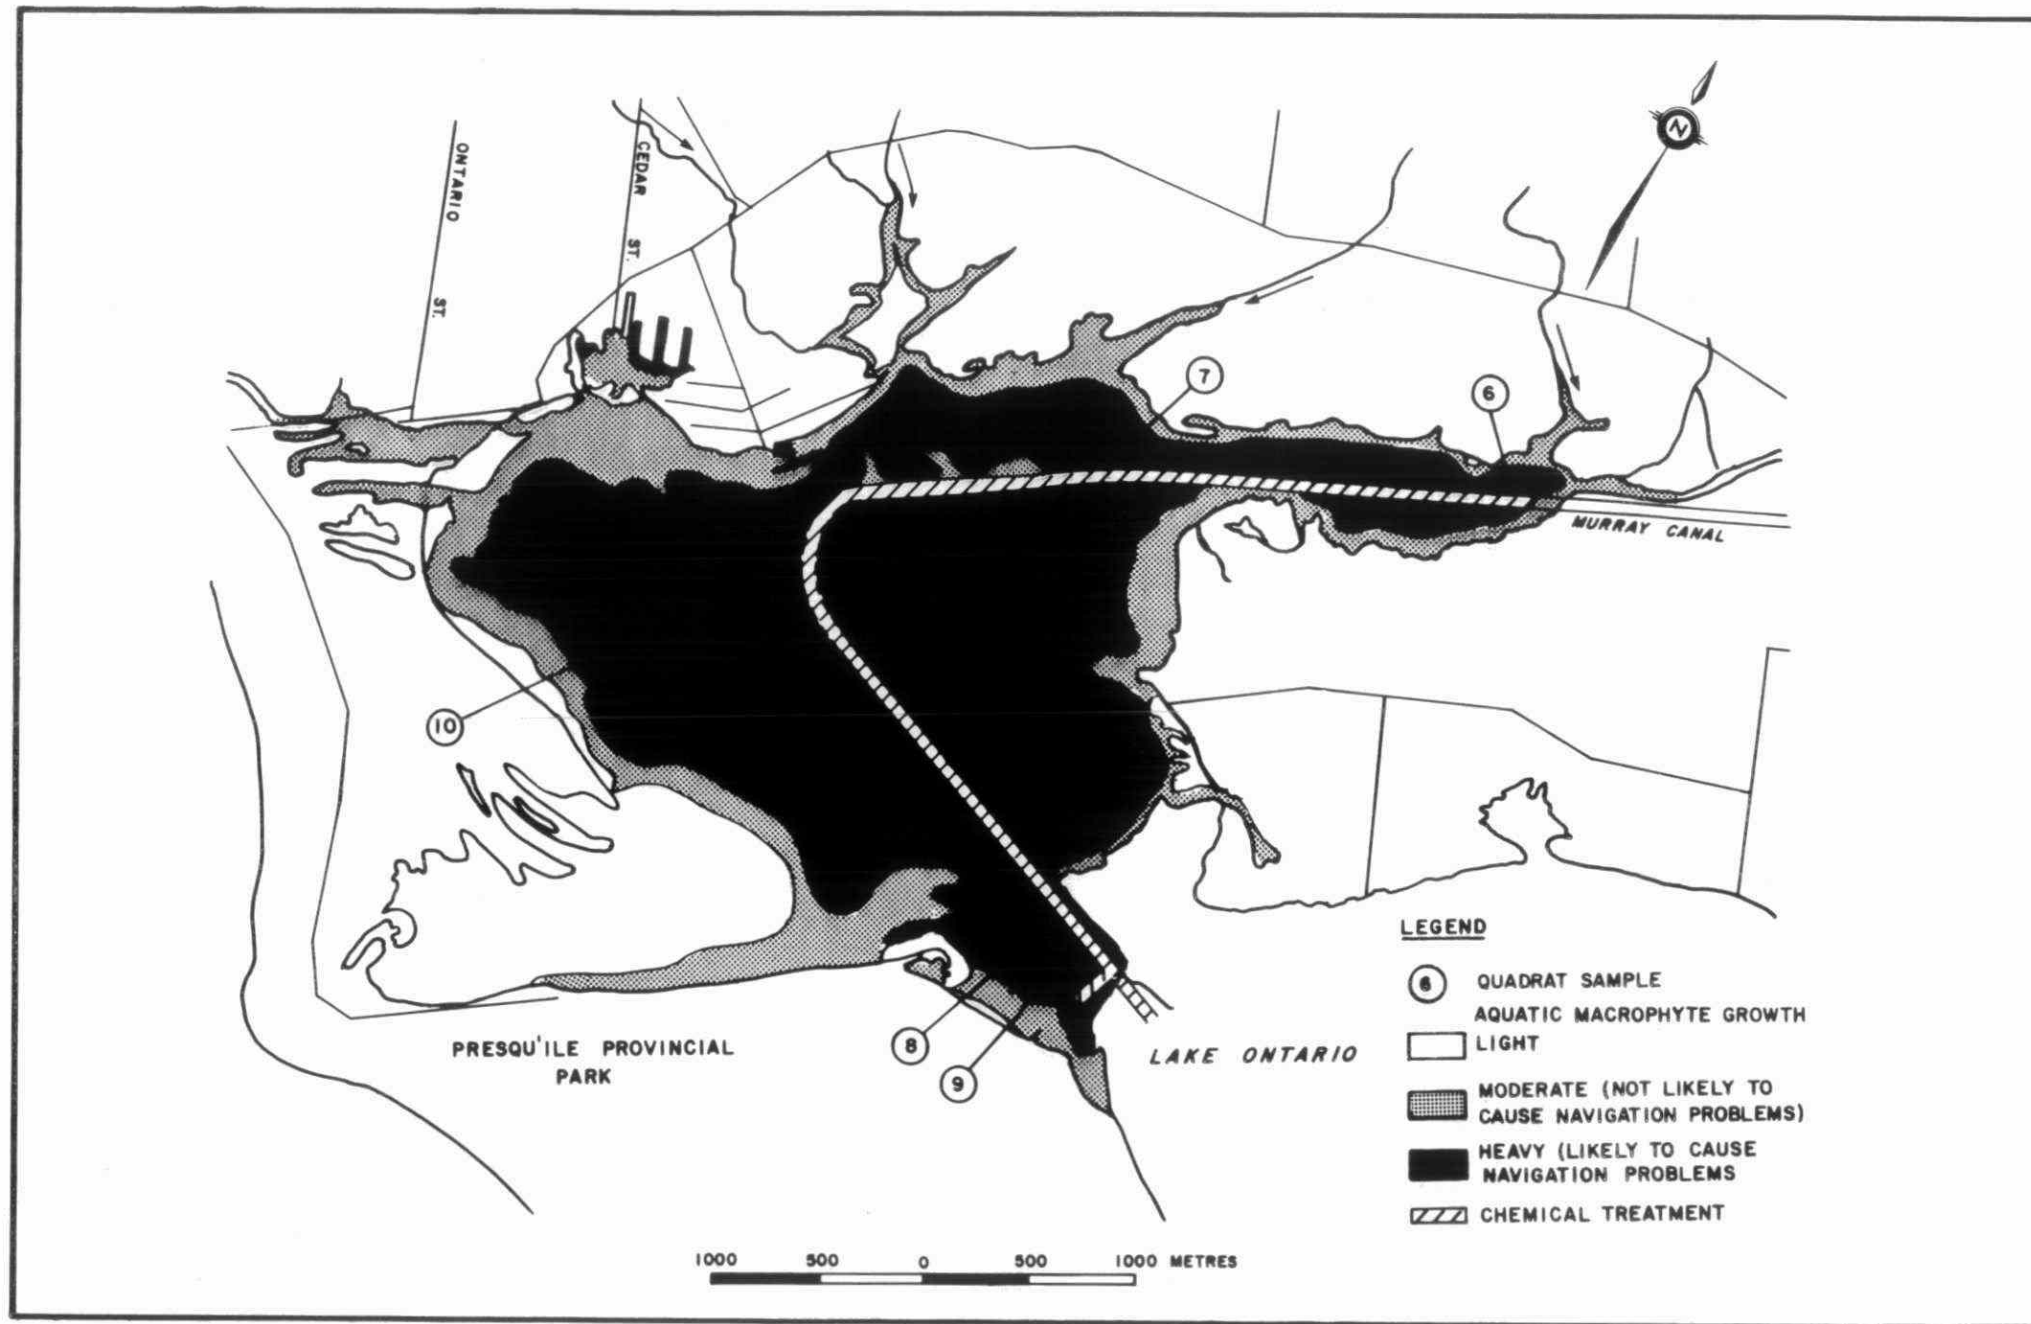 N
ONTARIO
ST.
CEDAR
ST.
7
6
MURRAY CANAL
10
8
9
PRESQU'ILE PROVINCIAL
PARK
LAKE ONTARIO
LEGEND
6 QUADRAT SAMPLE
AQUATIC MACROPHYTE GROWTH
LIGHT
MODERATE (NOT LIKELY TO
CAUSE NAVIGATION PROBLEMS)
HEAVY (LIKELY TO CAUSE
NAVIGATION PROBLEMS
CHEMICAL TREATMENT
1000 500 0 500 1000 METRES